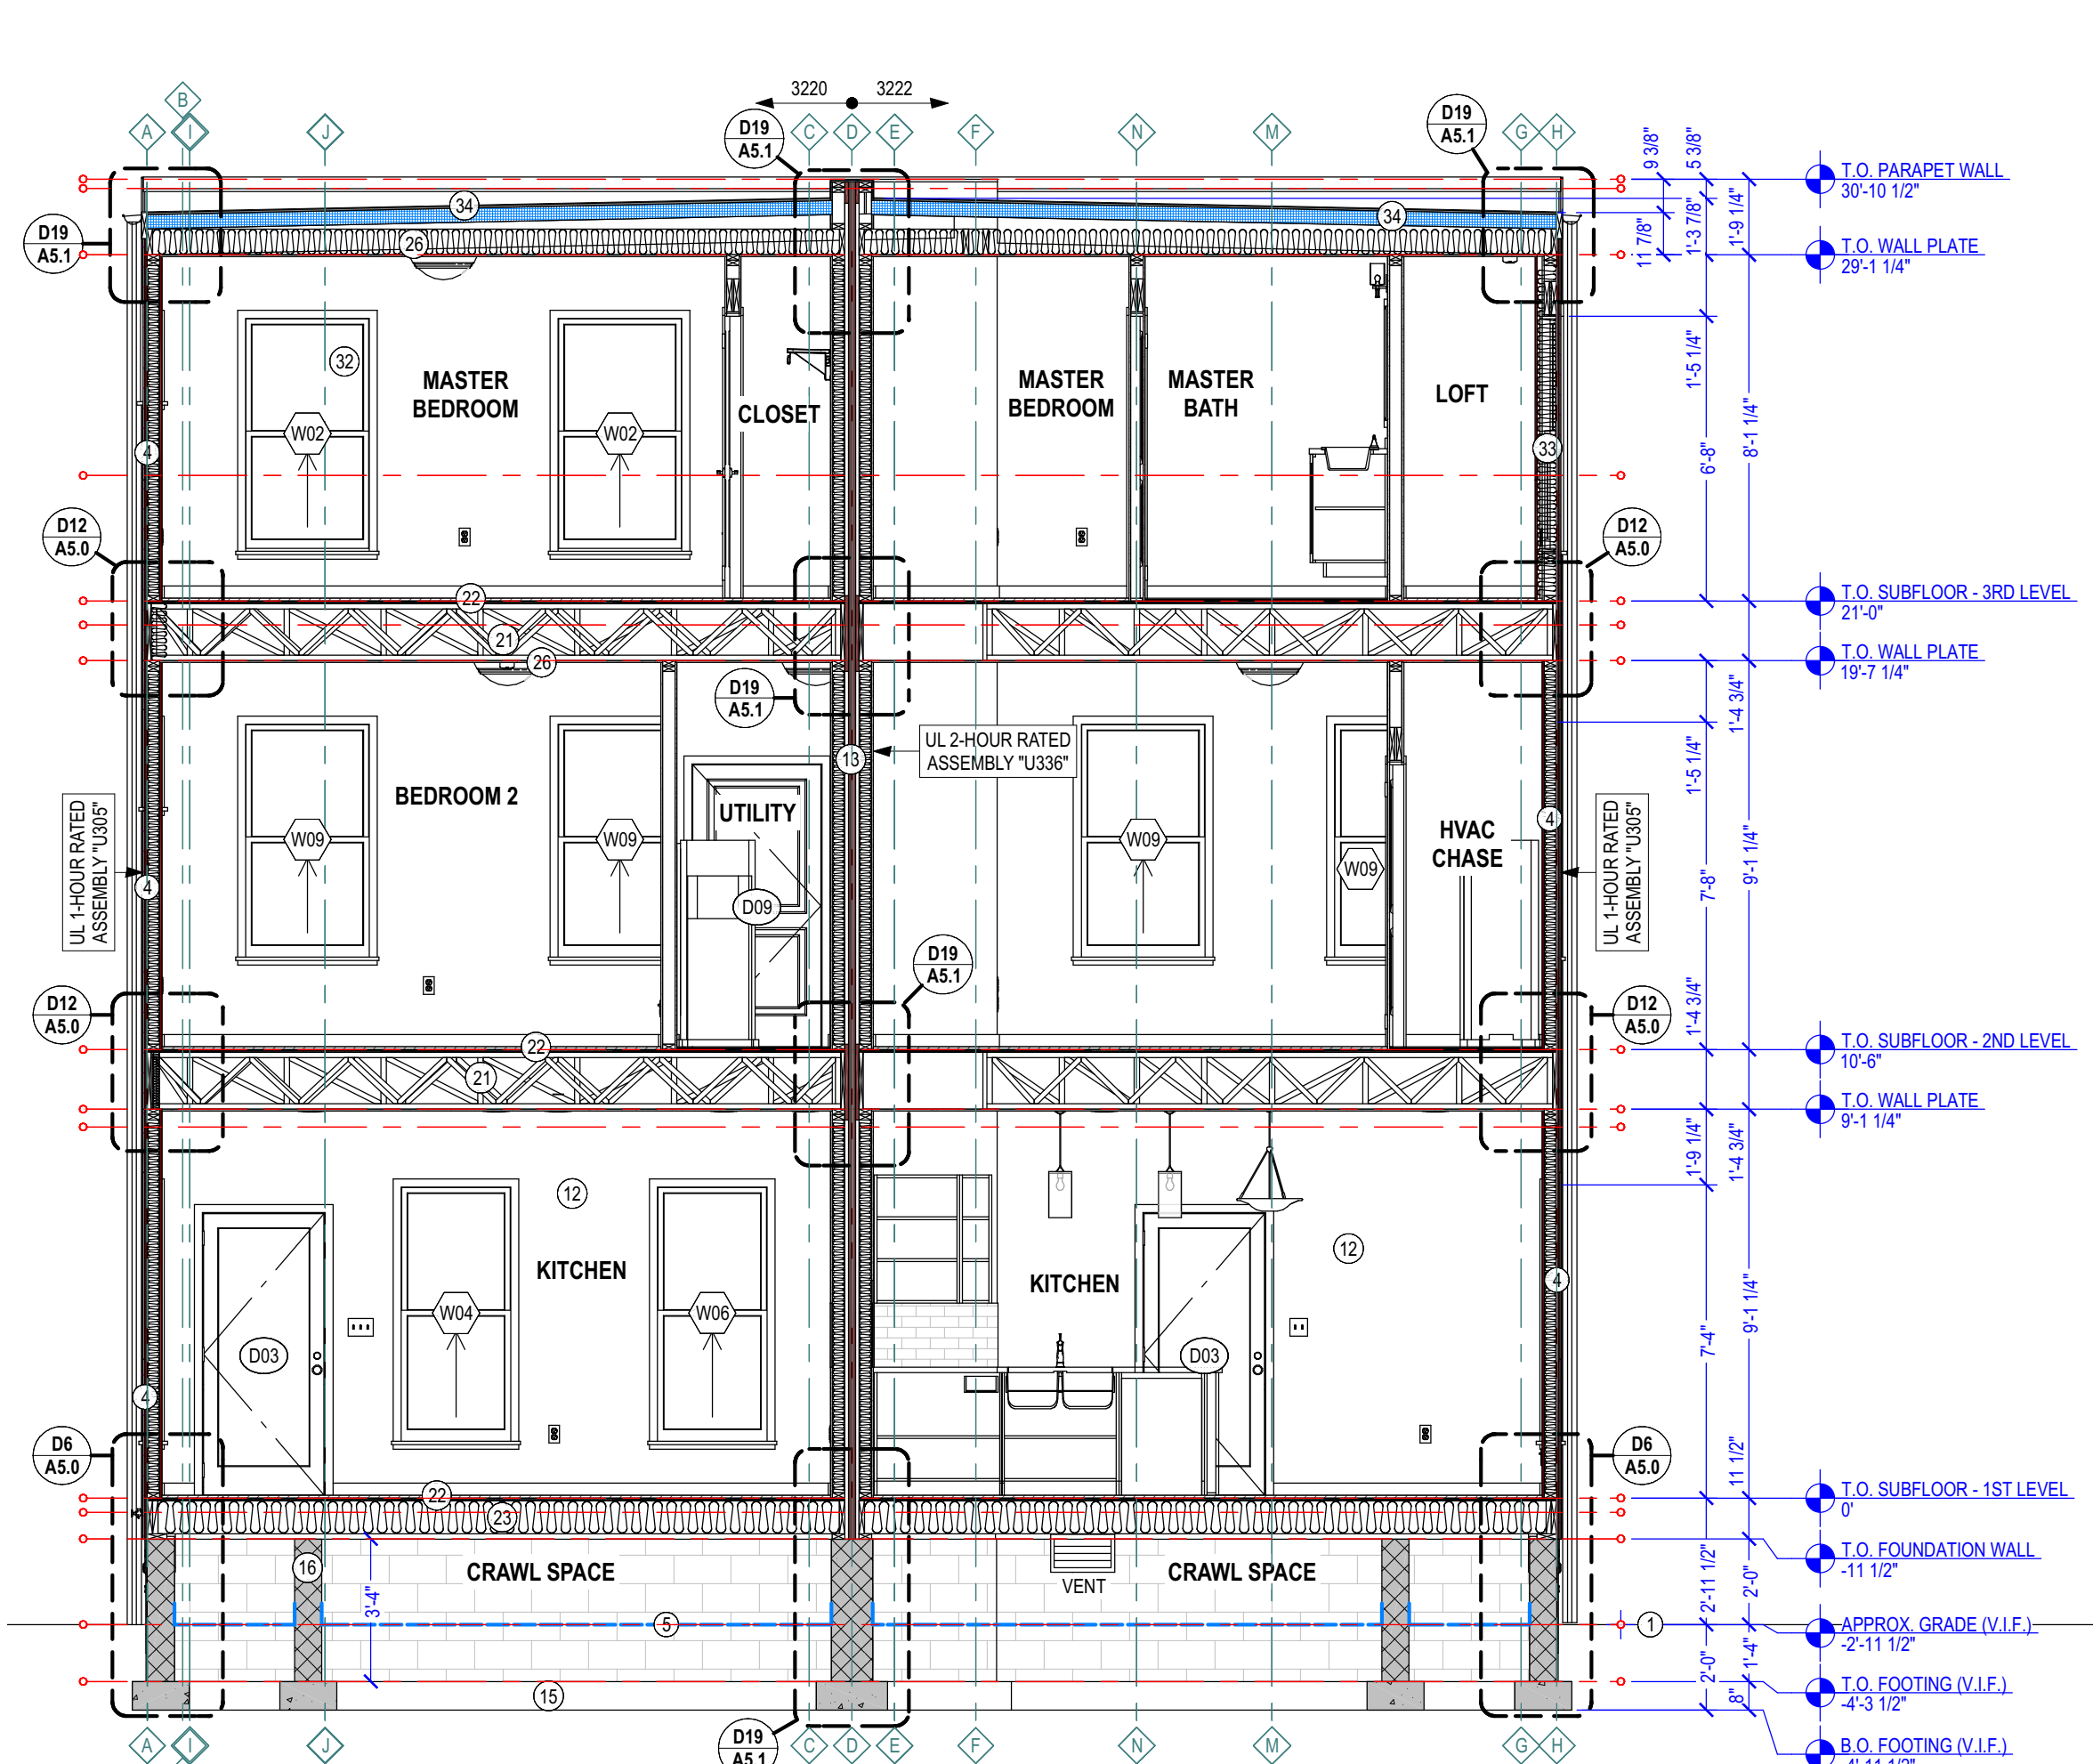 3220 3222
A B I J C D E F N M G H
D19
A5.1
D19
A5.1
D19
A5.1
9 3/8"
5 3/8"
11 7/8"
1'-3 7/8"
1'-9 1/4"
T.O. PARAPET WALL
30'-10 1/2"
T.O. WALL PLATE
29'-1 1/4"
34
34
26
32
MASTER
BEDROOM
CLOSET
MASTER
BEDROOM
MASTER
BATH
LOFT
W02
W02
4
33
1'-5 1/4"
6'-8"
8'-1 1/4"
D12
A5.0
D12
A5.0
22
21
26
T.O. SUBFLOOR - 3RD LEVEL
21'-0"
T.O. WALL PLATE
19'-7 1/4"
D19
A5.1
UL 2-HOUR RATED
ASSEMBLY "U336"
13
BEDROOM 2
UTILITY
HVAC
CHASE
W09
W09
W09
W09
D09
4
4
UL 1-HOUR RATED
ASSEMBLY "U305"
UL 1-HOUR RATED
ASSEMBLY "U305"
1'-4 3/4"
1'-5 1/4"
7'-8"
9'-1 1/4"
1'-4 3/4"
D19
A5.1
D12
A5.0
D12
A5.0
22
21
T.O. SUBFLOOR - 2ND LEVEL
10'-6"
T.O. WALL PLATE
9'-1 1/4"
1'-9 1/4"
1'-4 3/4"
12
12
KITCHEN
KITCHEN
W04
W06
D03
D03
4
4
7'-4"
9'-1 1/4"
D6
A5.0
D6
A5.0
22
23
11 1/2"
T.O. SUBFLOOR - 1ST LEVEL
0'
T.O. FOUNDATION WALL
-11 1/2"
16
CRAWL SPACE
VENT
CRAWL SPACE
3'-4"
5
1
2'-11 1/2"
2'-0"
APPROX. GRADE (V.I.F.)
-2'-11 1/2"
2'-0"
1'-4"
8"
T.O. FOOTING (V.I.F.)
-4'-3 1/2"
15
B.O. FOOTING (V.I.F.)
-4'-11 1/2"
D19
A5.1
A I J C D E F N M G H